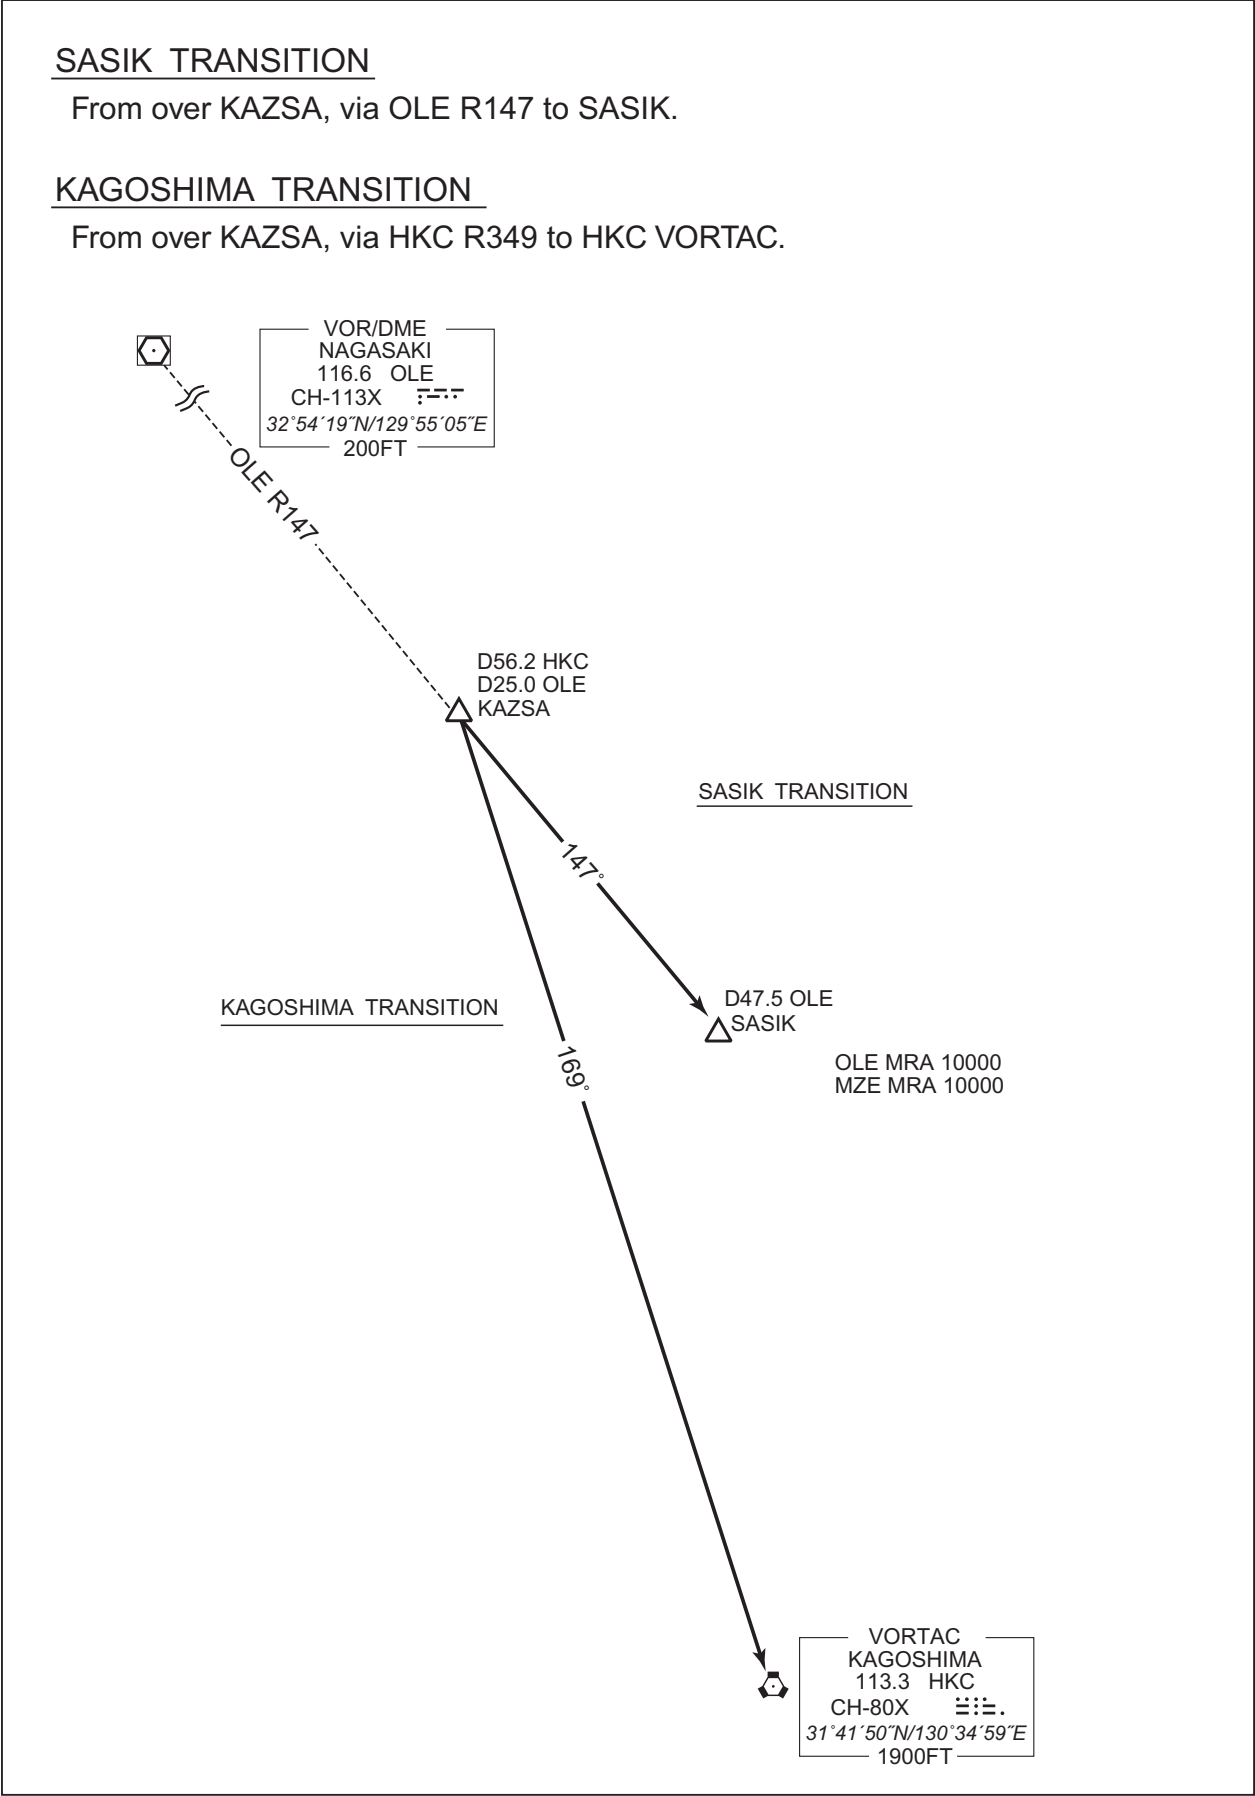 SASIK TRANSITION
From over KAZSA, via OLE R147 to SASIK.
KAGOSHIMA TRANSITION
From over KAZSA, via HKC R349 to HKC VORTAC.
VOR/DME
NAGASAKI
116.6 OLE
CH-113X
32°54´19˝N/129°55´05˝E
200FT
OLE R147
D56.2 HKC
D25.0 OLE
KAZSA
SASIK TRANSITION
147°
D47.5 OLE
SASIK
KAGOSHIMA TRANSITION
169°
OLE MRA 10000
MZE MRA 10000
VORTAC
KAGOSHIMA
113.3 HKC
CH-80X
31°41´50˝N/130°34´59˝E
1900FT